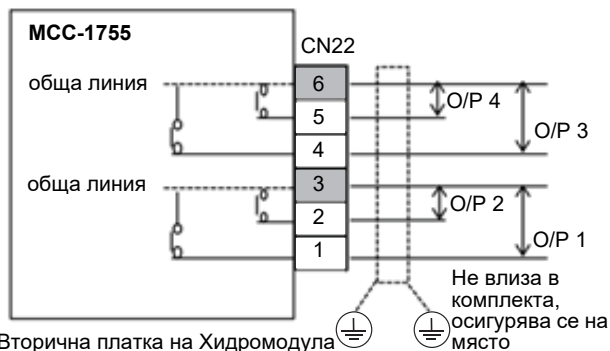 MCC-1755
CN22
обща линия
6
5
4
O/P 4
O/P 3
обща линия
3
2
1
O/P 2
O/P 1
Не влиза в
комплекта,
осигурява се на
място
Вторична платка на Хидромодула